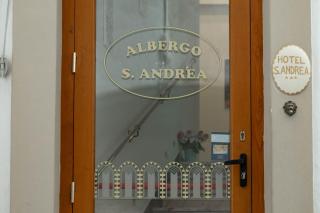 ALBERGO
S. ANDREA
HOTEL
S. ANDREA
***